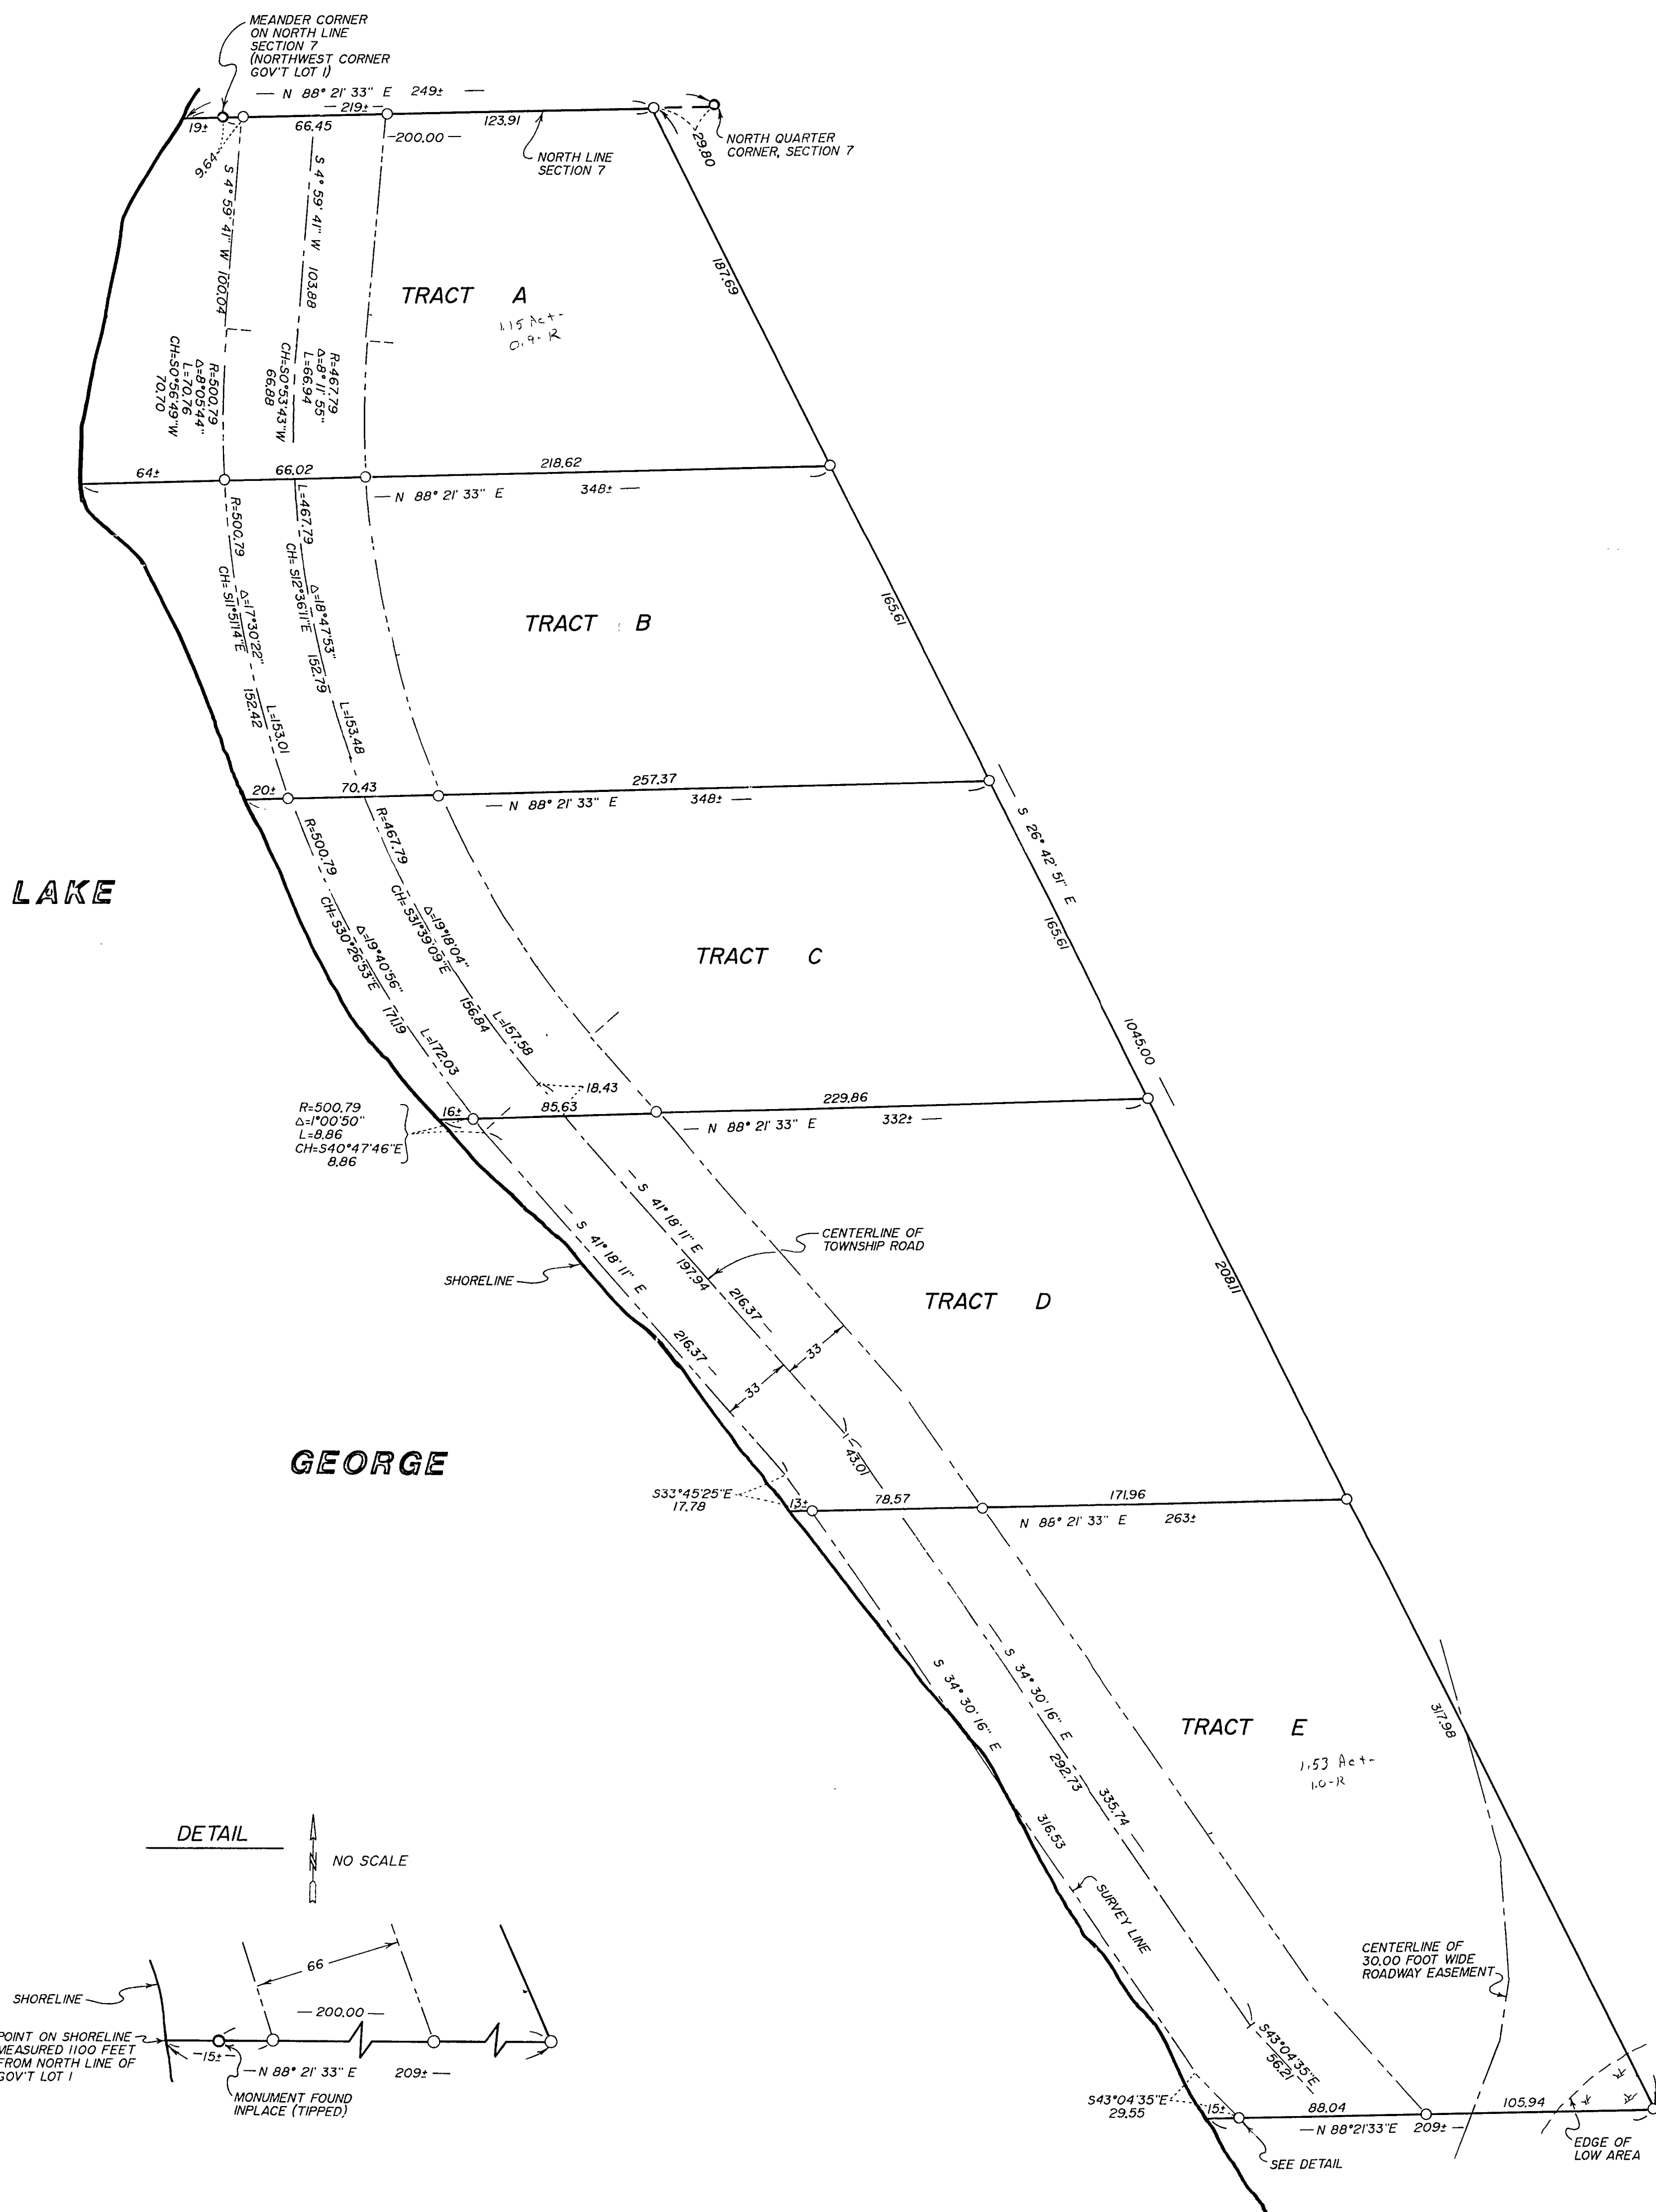 MEANDER CORNER
ON NORTH LINE
SECTION 7
(NORTHWEST CORNER
GOV'T LOT 1)
N 88° 21' 33" E 249±
219±
19±
66.45
200.00
123.91
9.64
29.80
NORTH QUARTER
CORNER, SECTION 7
NORTH LINE
SECTION 7
S 4° 59' 41" W 100.04
S 4° 59' 41" W 103.88
187.69
TRACT A
1.15 Ac+-
0.9-R
R=500.79
Δ=8°05'44"
L=70.76
CH=S0°56'49"W
70.70
R=467.79
Δ=8°11'55"
L=66.94
CH=S0°53'43"W
66.88
64±
66.02
218.62
N 88° 21' 33" E 348±
R=500.79
Δ=17°30'22"
L=153.01
CH= S11°51'14"E
152.42
L=467.79
Δ=18°47'53"
L=153.48
CH= S12°36'11"E
152.79
TRACT B
165.61
20±
70.43
257.37
N 88° 21' 33" E 348±
S 26° 42' 51" E
1045.00
LAKE
R=500.79
Δ=19°40'56"
L=172.03
CH= S30°26'53"E
171.19
R=467.79
Δ=19°18'04"
L=157.58
CH= S31°39'09"E
156.84
TRACT C
165.61
18.43
R=500.79
Δ=1°00'50"
L=8.86
CH=S40°47'46"E
8.86
16±
85.63
229.86
N 88° 21' 33" E 332±
S 41° 18' 11" E
216.37
S 41° 18' 11" E
197.94
216.37
CENTERLINE OF
TOWNSHIP ROAD
SHORELINE
TRACT D
208.11
33
33
43.01
GEORGE
S33°45'25"E
17.78
13±
78.57
171.96
N 88° 21' 33" E 263±
S 34° 30' 16" E
316.53
S 34° 30' 16" E
292.73
335.74
TRACT E
1.53 Ac+-
1.0-R
317.98
SURVEY LINE
CENTERLINE OF
30.00 FOOT WIDE
ROADWAY EASEMENT
S43°04'35"E
56.21
S43°04'35"E
29.55
15±
88.04
105.94
N 88°21'33"E 209±
SEE DETAIL
EDGE OF
LOW AREA
DETAIL
N
NO SCALE
66
SHORELINE
200.00
POINT ON SHORELINE
MEASURED 1100 FEET
FROM NORTH LINE OF
GOV'T LOT 1
15±
N 88° 21' 33" E 209±
MONUMENT FOUND
INPLACE (TIPPED)